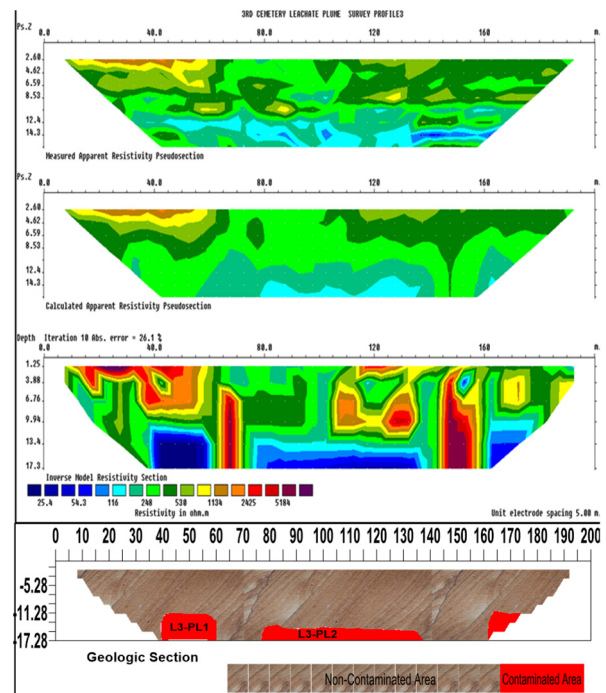 3RD CEMETERY LEACHATE PLUME SURVEY PROFILE3
Ps.Z
0.0 40.0 80.0 120 160 m.
2.60
4.62
6.59
8.53
12.4
14.3
Measured Apparent Resistivity Pseudosection
Ps.Z
0.0 40.0 80.0 120 160 m.
2.60
4.62
6.59
8.53
12.4
14.3
Calculated Apparent Resistivity Pseudosection
Depth Iteration 10 Abs. error = 26.1 %
0.0 40.0 80.0 120 160 m.
1.25
3.88
6.76
9.94
13.4
17.3
Inverse Model Resistivity Section
25.4 54.3 116 248 530 1134 2425 5184
Resistivity in ohm.m Unit electrode spacing 5.00 m.
0 10 20 30 40 50 60 70 80 90 100 110 120 130 140 150 160 170 180 190 200
-5.28
-11.28
-17.28
L3-PL1
L3-PL2
Geologic Section
Non-Contaminated Area
Contaminated Area